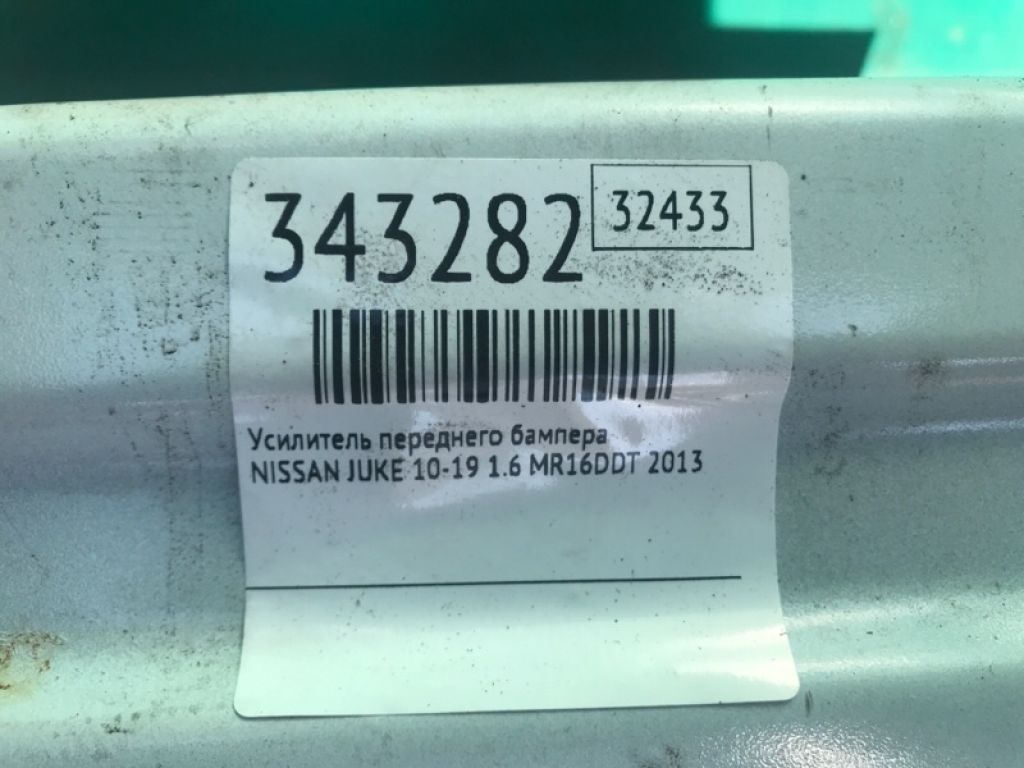 343282
32433
Усилитель переднего бампера
NISSAN JUKE 10-19 1.6 MR16DDT 2013